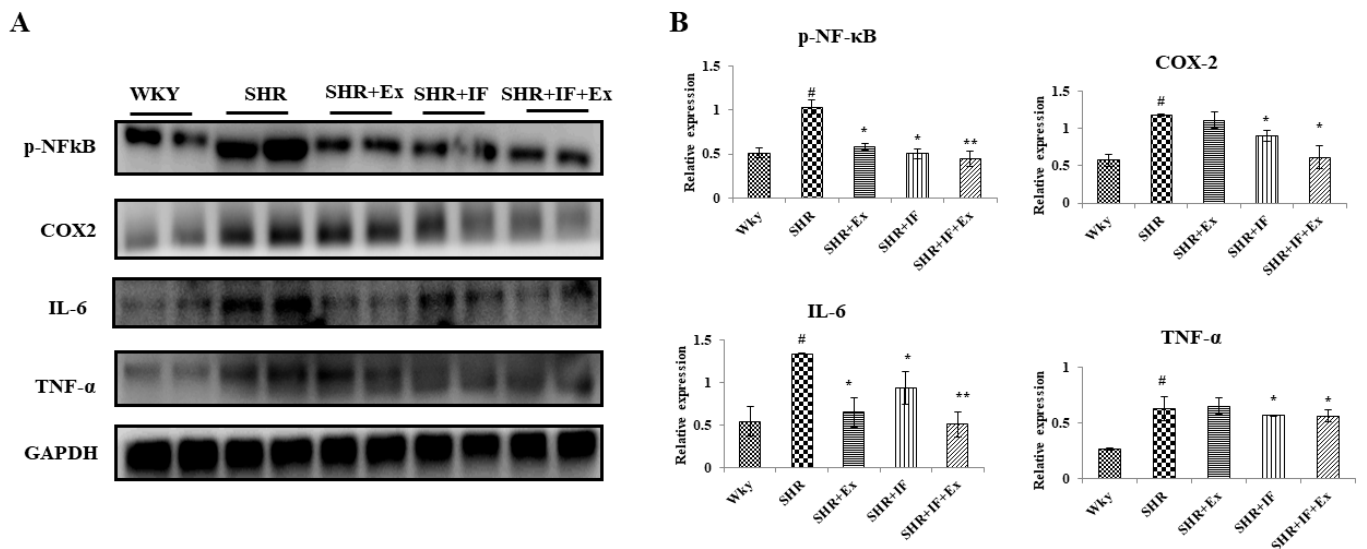 A
WKY SHR SHR+Ex SHR+IF SHR+IF+Ex
p-NFkB
COX2
IL-6
TNF-α
GAPDH
B
p-NF-κB
Relative expression
1.5
1
0.5
0
#
*
*
**
Wky SHR SHR+Ex SHR+IF SHR+IF+Ex
COX-2
Relative expression
1.5
1
0.5
0
#
*
*
Wky SHR SHR+Ex SHR+IF SHR+IF+Ex
IL-6
Relative expression
1.5
1
0.5
0
#
*
*
**
Wky SHR SHR+Ex SHR+IF SHR+IF+Ex
TNF-α
Relative expression
1
0.5
0
#
*
*
Wky SHR SHR+Ex SHR+IF SHR+IF+Ex